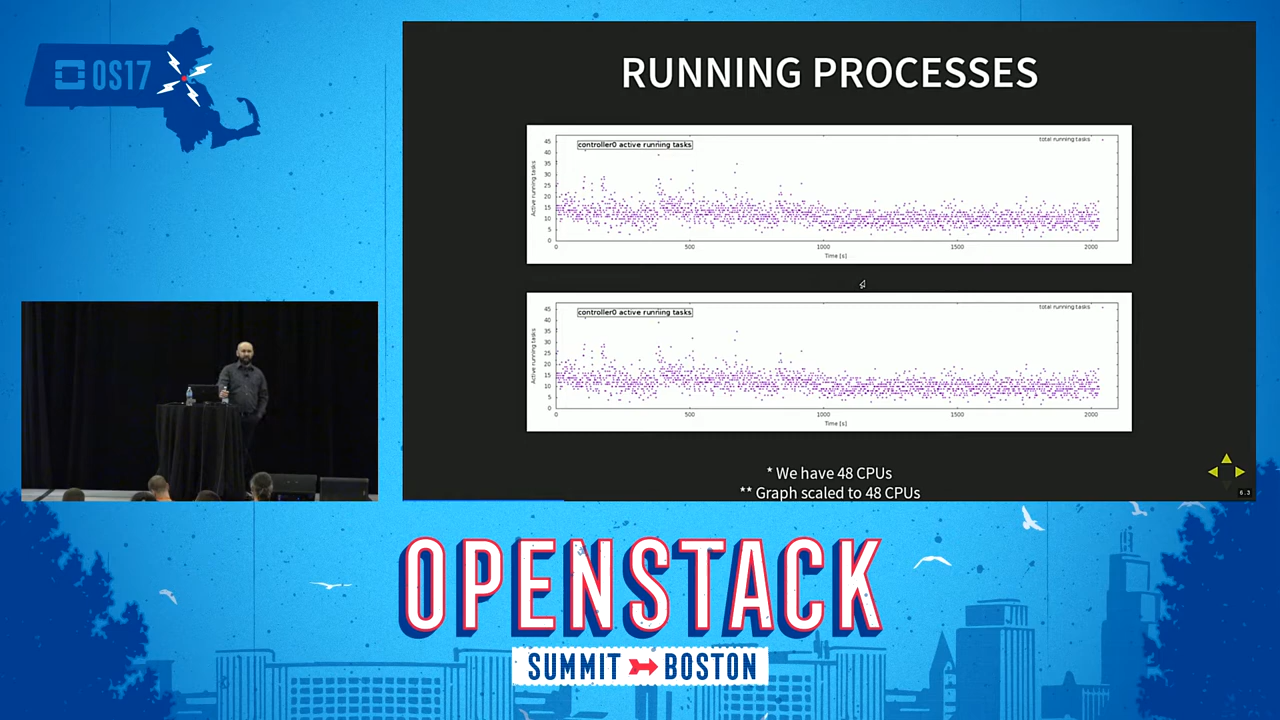 OS17
RUNNING PROCESSES
controller0 active running tasks
total running tasks
Active running tasks
45
40
35
30
25
20
15
10
5
0
0 500 1000 1500 2000
Time [s]
controller0 active running tasks
total running tasks
Active running tasks
45
40
35
30
25
20
15
10
5
0
0 500 1000 1500 2000
Time [s]
* We have 48 CPUs
** Graph scaled to 48 CPUs
6.3
OPENSTACK
SUMMIT BOSTON